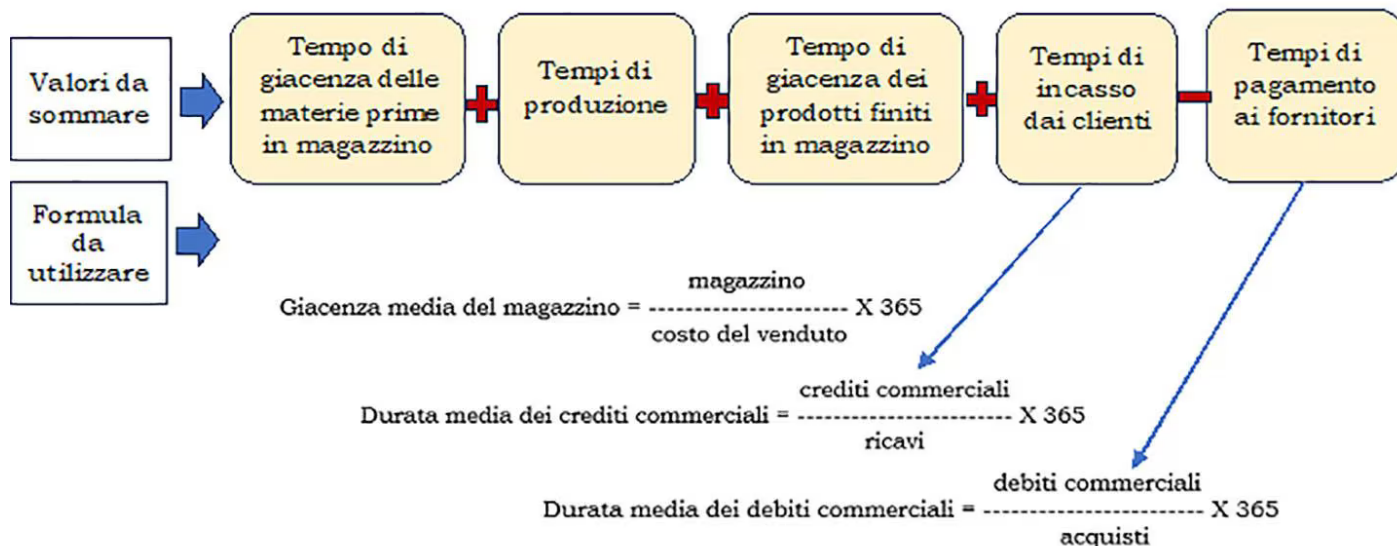 Valori da
sommare
Tempo di
giacenza delle
materie prime
in magazzino
+
Tempi di
produzione
+
Tempo di
giacenza dei
prodotti finiti
in magazzino
+
Tempi di
incasso
dai clienti
-
Tempi di
pagamento
ai fornitori
Formula
da
utilizzare
magazzino
Giacenza media del magazzino = -------------------- X 365
costo del venduto
crediti commerciali
Durata media dei crediti commerciali = ---------------------- X 365
ricavi
debiti commerciali
Durata media dei debiti commerciali = ---------------------- X 365
acquisti